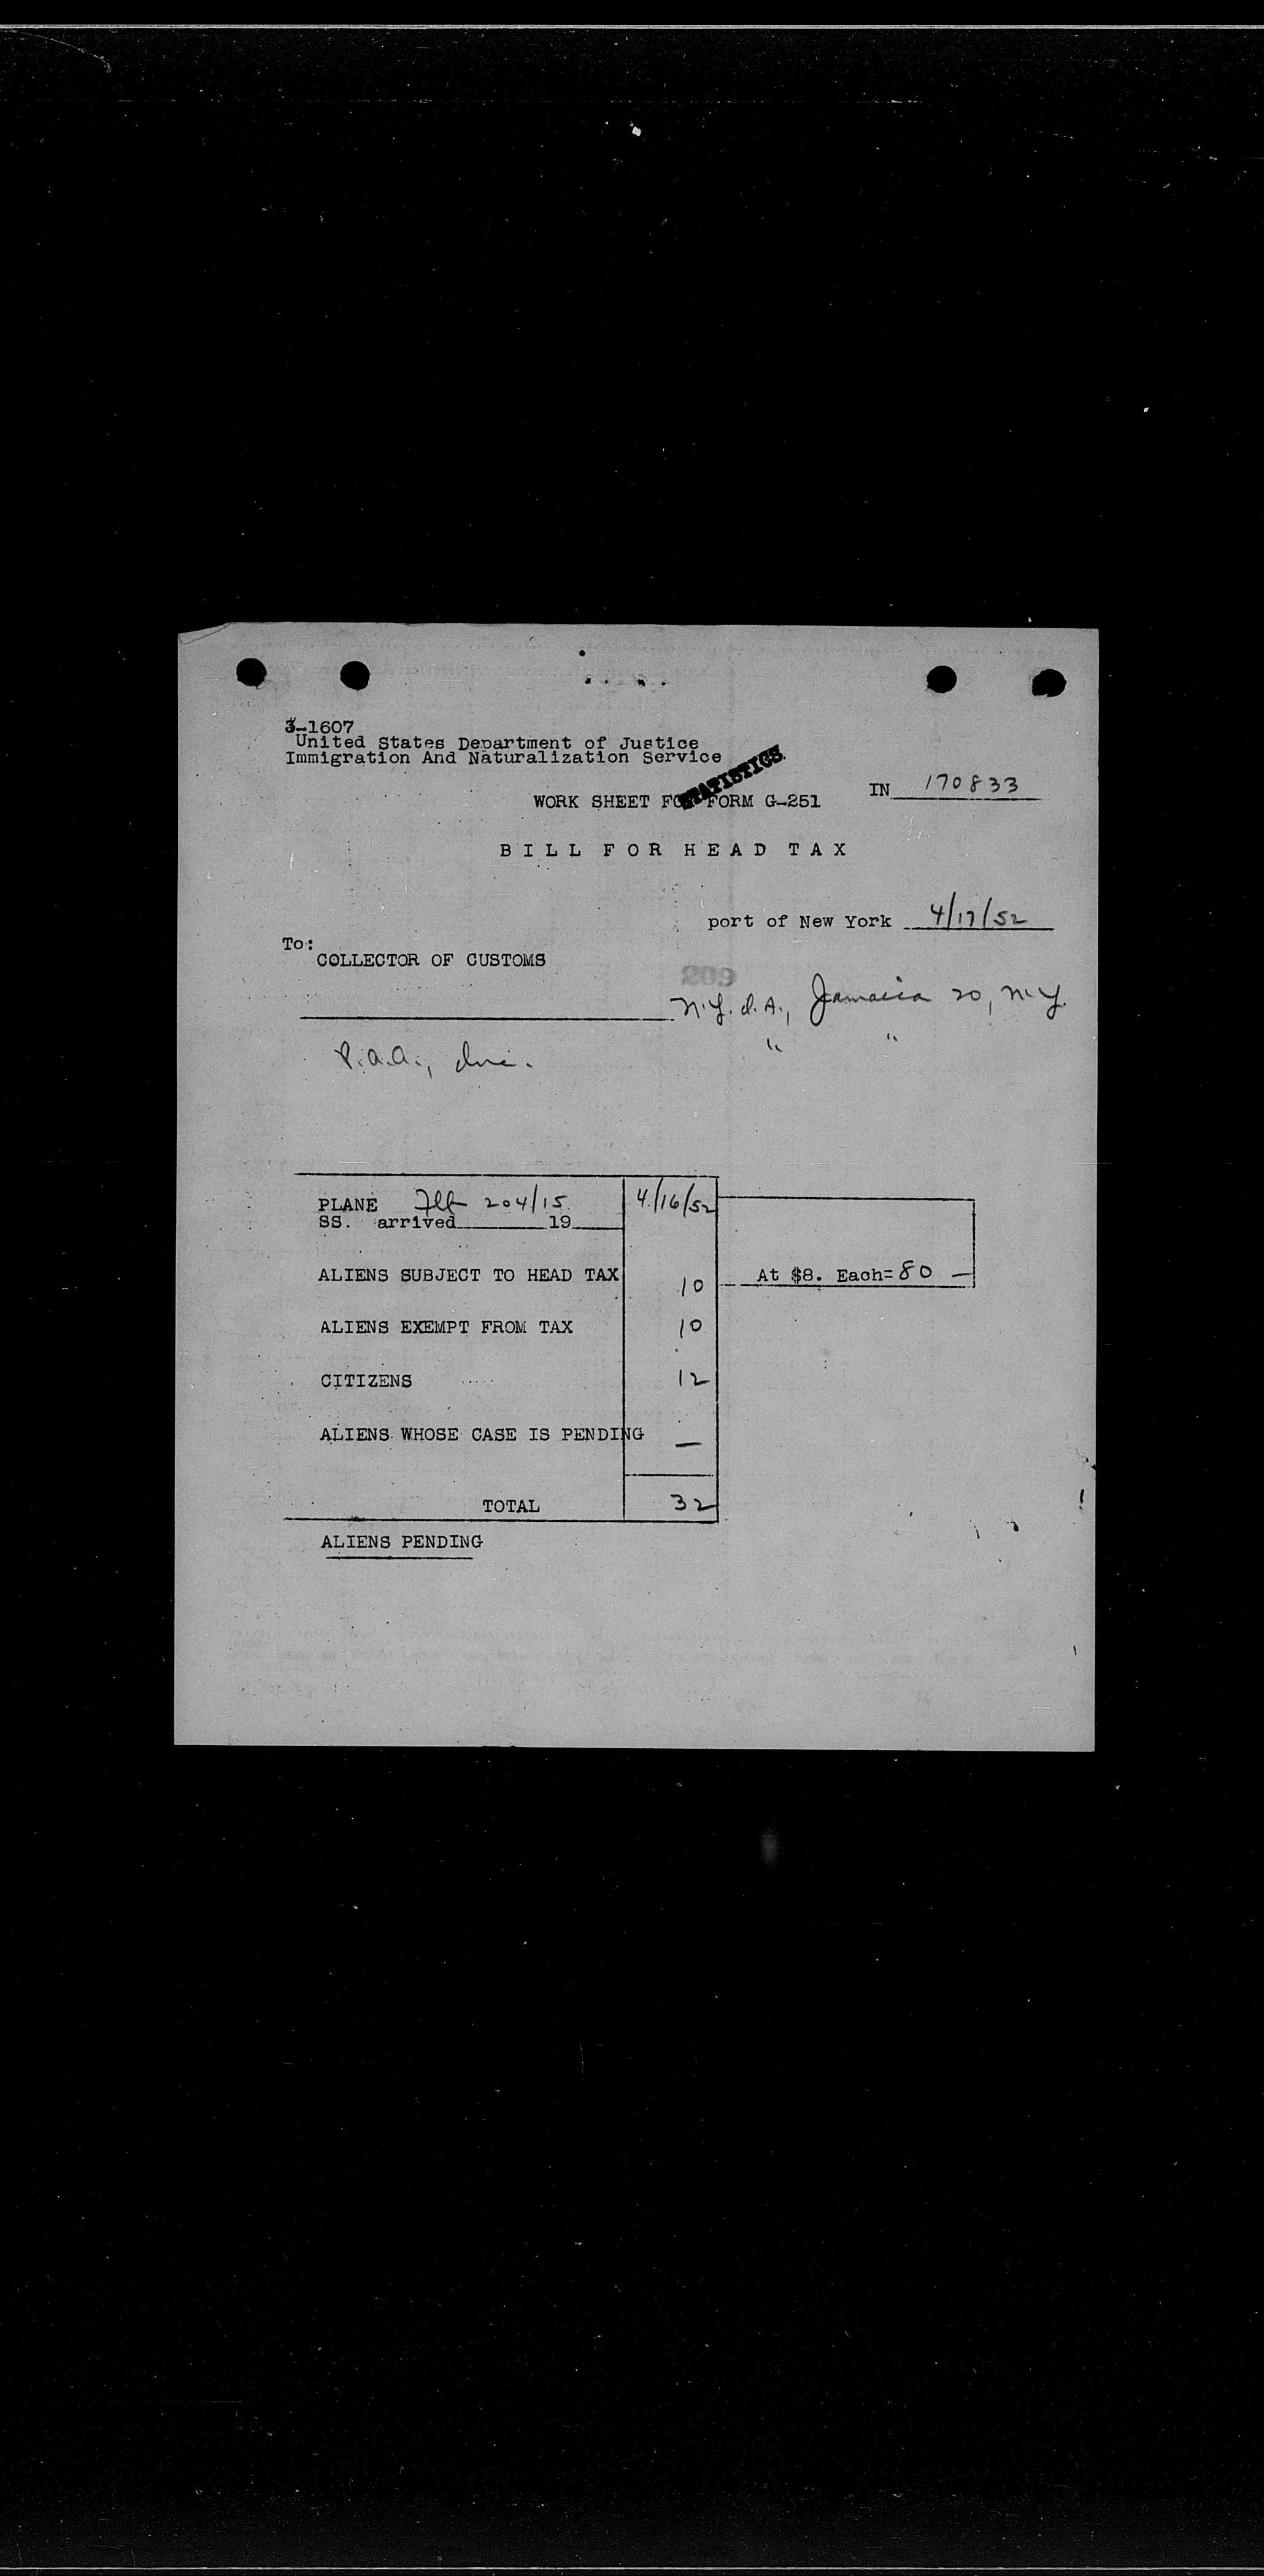 3-1607
United States Department of Justice
Immigration And Naturalization Service
STATISTICS
WORK SHEET FOR FORM G-251
IN 170833
BILL FOR HEAD TAX
port of New York 4/17/52
To:
COLLECTOR OF CUSTOMS
209
N.Y.I.A., Jamaica 20, N.Y.
P.A.A., Inc. " "
PLANE Flt 204/15 4/16/52
SS. arrived 19
ALIENS SUBJECT TO HEAD TAX 10 At $8. Each= 80 —
ALIENS EXEMPT FROM TAX 10
CITIZENS 12
ALIENS WHOSE CASE IS PENDING —
TOTAL 32
ALIENS PENDING